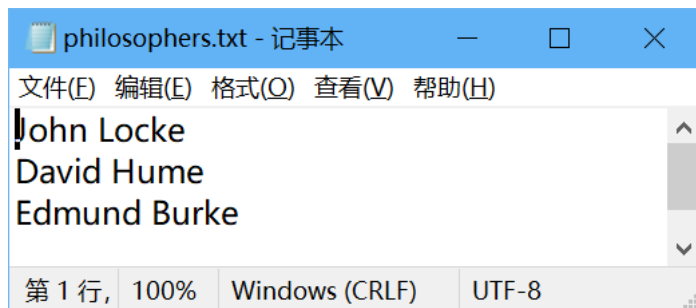 philosophers.txt - 记事本
文件(F) 编辑(E) 格式(O) 查看(V) 帮助(H)
John Locke
David Hume
Edmund Burke
第 1 行, 100% Windows (CRLF) UTF-8